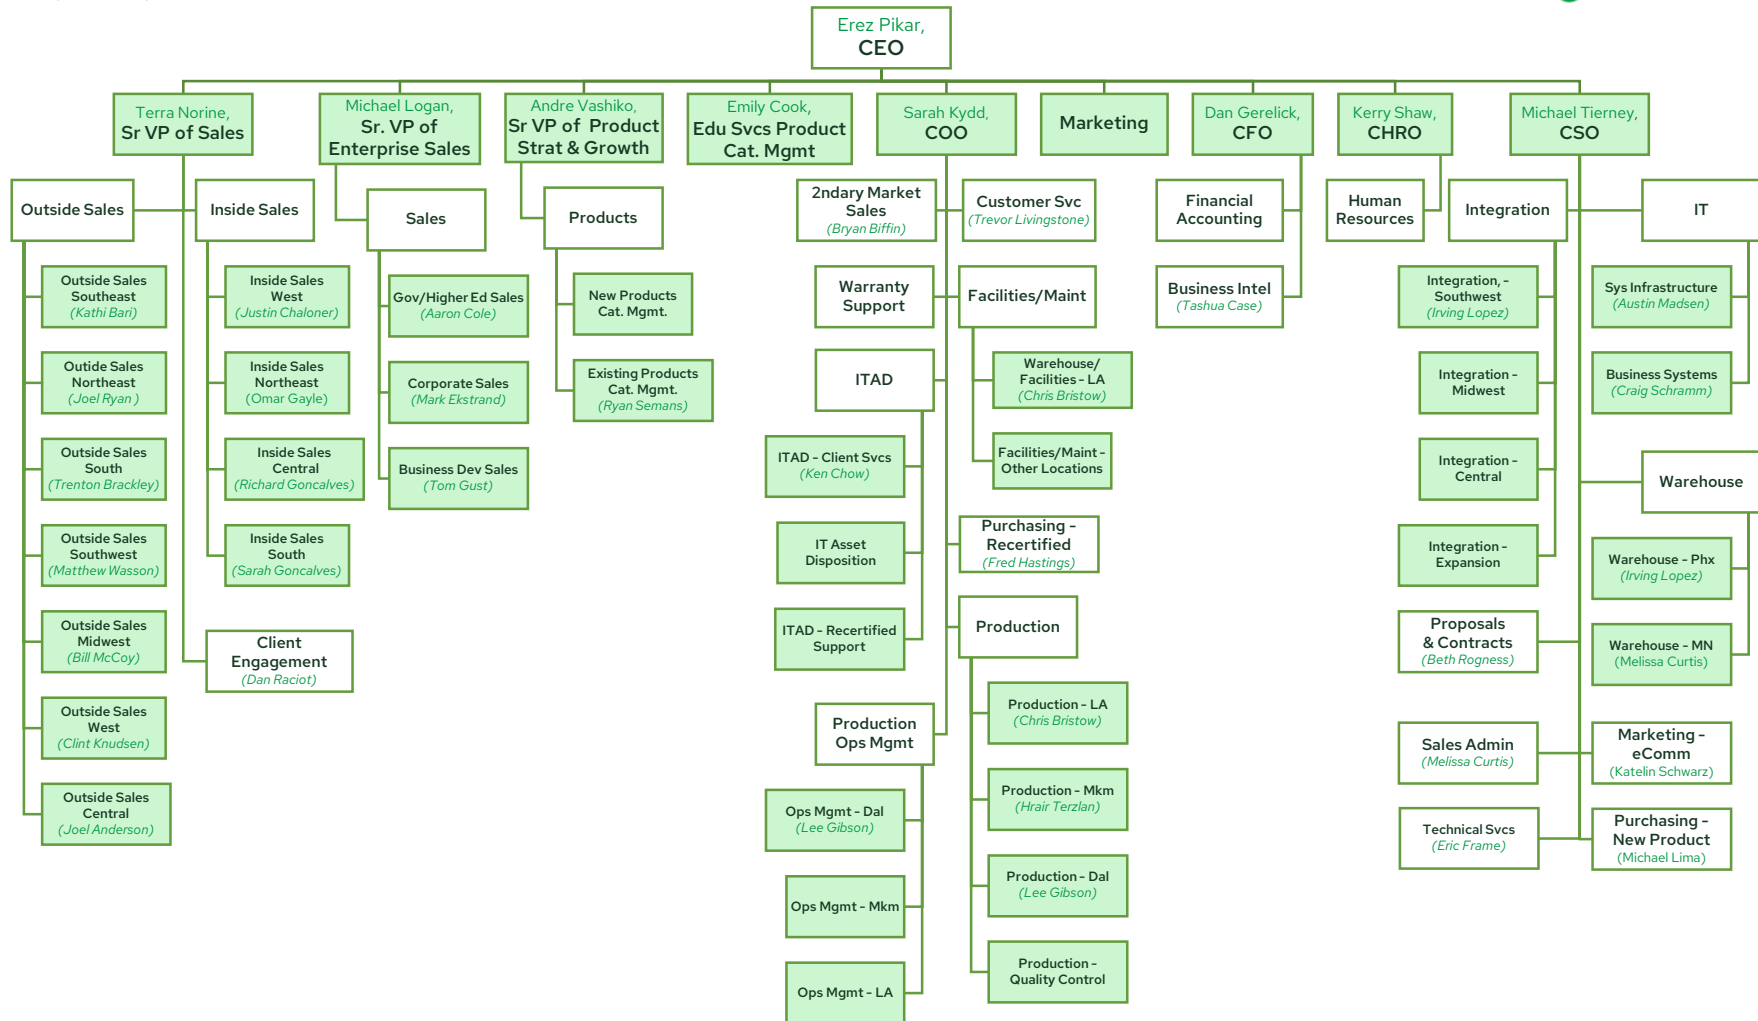 Erez Pikar,
CEO
Terra Norine,
Sr VP of Sales
Michael Logan,
Sr. VP of
Enterprise Sales
Andre Vashiko,
Sr VP of Product
Strat & Growth
Emily Cook,
Edu Svcs Product
Cat. Mgmt
Sarah Kydd,
COO
Marketing
Dan Gerelick,
CFO
Kerry Shaw,
CHRO
Michael Tierney,
CSO
Outside Sales
Outside Sales
Southeast
(Kathi Bari)
Outide Sales
Northeast
(Joel Ryan )
Outside Sales
South
(Trenton Brackley)
Outside Sales
Southwest
(Matthew Wasson)
Outside Sales
Midwest
(Bill McCoy)
Outside Sales
West
(Clint Knudsen)
Outside Sales
Central
(Joel Anderson)
Inside Sales
Inside Sales
West
(Justin Chaloner)
Inside Sales
Northeast
(Omar Gayle)
Inside Sales
Central
(Richard Goncalves)
Inside Sales
South
(Sarah Goncalves)
Client
Engagement
(Dan Raciot)
Sales
Gov/Higher Ed Sales
(Aaron Cole)
Corporate Sales
(Mark Ekstrand)
Business Dev Sales
(Tom Gust)
Products
New Products
Cat. Mgmt.
Existing Products
Cat. Mgmt.
(Ryan Semans)
2ndary Market
Sales
(Bryan Biffin)
Customer Svc
(Trevor Livingstone)
Warranty
Support
Facilities/Maint
Warehouse/
Facilities - LA
(Chris Bristow)
Facilities/Maint -
Other Locations
ITAD
ITAD - Client Svcs
(Ken Chow)
IT Asset
Disposition
ITAD - Recertified
Support
Purchasing -
Recertified
(Fred Hastings)
Production
Production - LA
(Chris Bristow)
Production - Mkm
(Hrair Terzlan)
Production - Dal
(Lee Gibson)
Production -
Quality Control
Production
Ops Mgmt
Ops Mgmt - Dal
(Lee Gibson)
Ops Mgmt - Mkm
Ops Mgmt - LA
Financial
Accounting
Business Intel
(Tashua Case)
Human
Resources
Integration
Integration, -
Southwest
(Irving Lopez)
Integration -
Midwest
Integration -
Central
Integration -
Expansion
Proposals
& Contracts
(Beth Rogness)
Sales Admin
(Melissa Curtis)
Technical Svcs
(Eric Frame)
IT
Sys Infrastructure
(Austin Madsen)
Business Systems
(Craig Schramm)
Warehouse
Warehouse - Phx
(Irving Lopez)
Warehouse - MN
(Melissa Curtis)
Marketing -
eComm
(Katelin Schwarz)
Purchasing -
New Product
(Michael Lima)